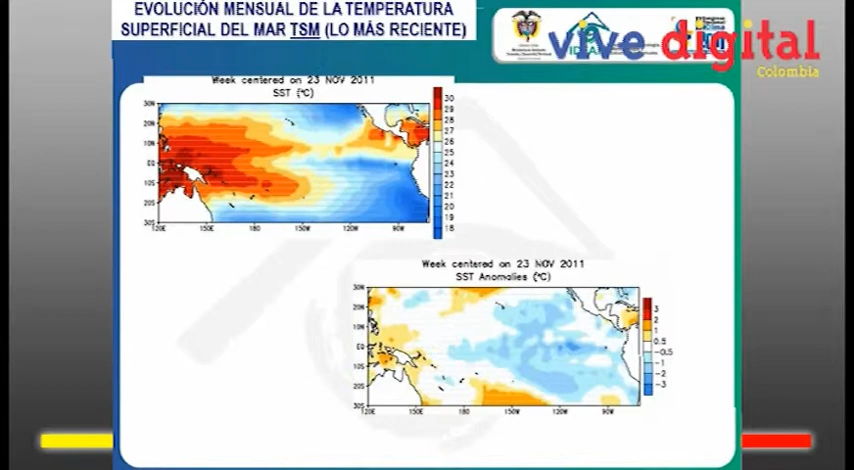 EVOLUCIÓN MENSUAL DE LA TEMPERATURA
SUPERFICIAL DEL MAR TSM (LO MÁS RECIENTE)
vive digital
Colombia
Week centered on 23 NOV 2011
SST (°C)
30N
20N
10N
EQ
10S
20S
30S
120E
150E
180
150W
120W
90W
30
29
28
27
26
25
24
23
22
21
20
19
18
Week centered on 23 NOV 2011
SST Anomalies (°C)
30N
20N
10N
EQ
10S
20S
30S
120E
150E
180
150W
120W
90W
3
2
1
0.5
-0.5
-1
-2
-3